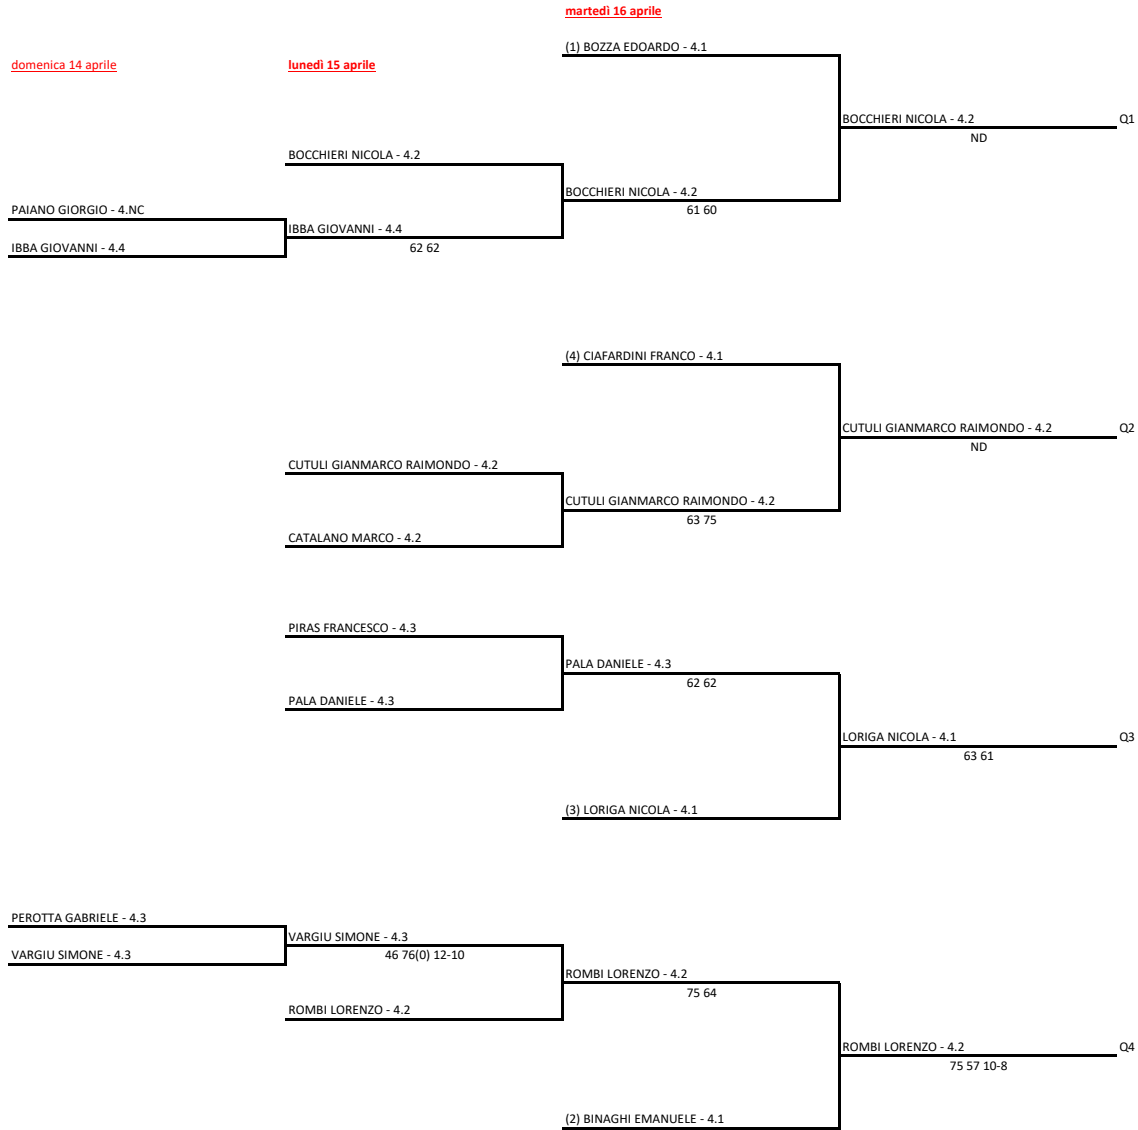 martedì 16 aprile
(1) BOZZA EDOARDO - 4.1
domenica 14 aprile
lunedì 15 aprile
BOCCHIERI NICOLA - 4.2
Q1
ND
BOCCHIERI NICOLA - 4.2
BOCCHIERI NICOLA - 4.2
61 60
PAIANO GIORGIO - 4.NC
IBBA GIOVANNI - 4.4
62 62
IBBA GIOVANNI - 4.4
(4) CIAFARDINI FRANCO - 4.1
CUTULI GIANMARCO RAIMONDO - 4.2
Q2
ND
CUTULI GIANMARCO RAIMONDO - 4.2
CUTULI GIANMARCO RAIMONDO - 4.2
63 75
CATALANO MARCO - 4.2
PIRAS FRANCESCO - 4.3
PALA DANIELE - 4.3
62 62
PALA DANIELE - 4.3
LORIGA NICOLA - 4.1
Q3
63 61
(3) LORIGA NICOLA - 4.1
PEROTTA GABRIELE - 4.3
VARGIU SIMONE - 4.3
46 76(0) 12-10
VARGIU SIMONE - 4.3
ROMBI LORENZO - 4.2
75 64
ROMBI LORENZO - 4.2
ROMBI LORENZO - 4.2
Q4
75 57 10-8
(2) BINAGHI EMANUELE - 4.1